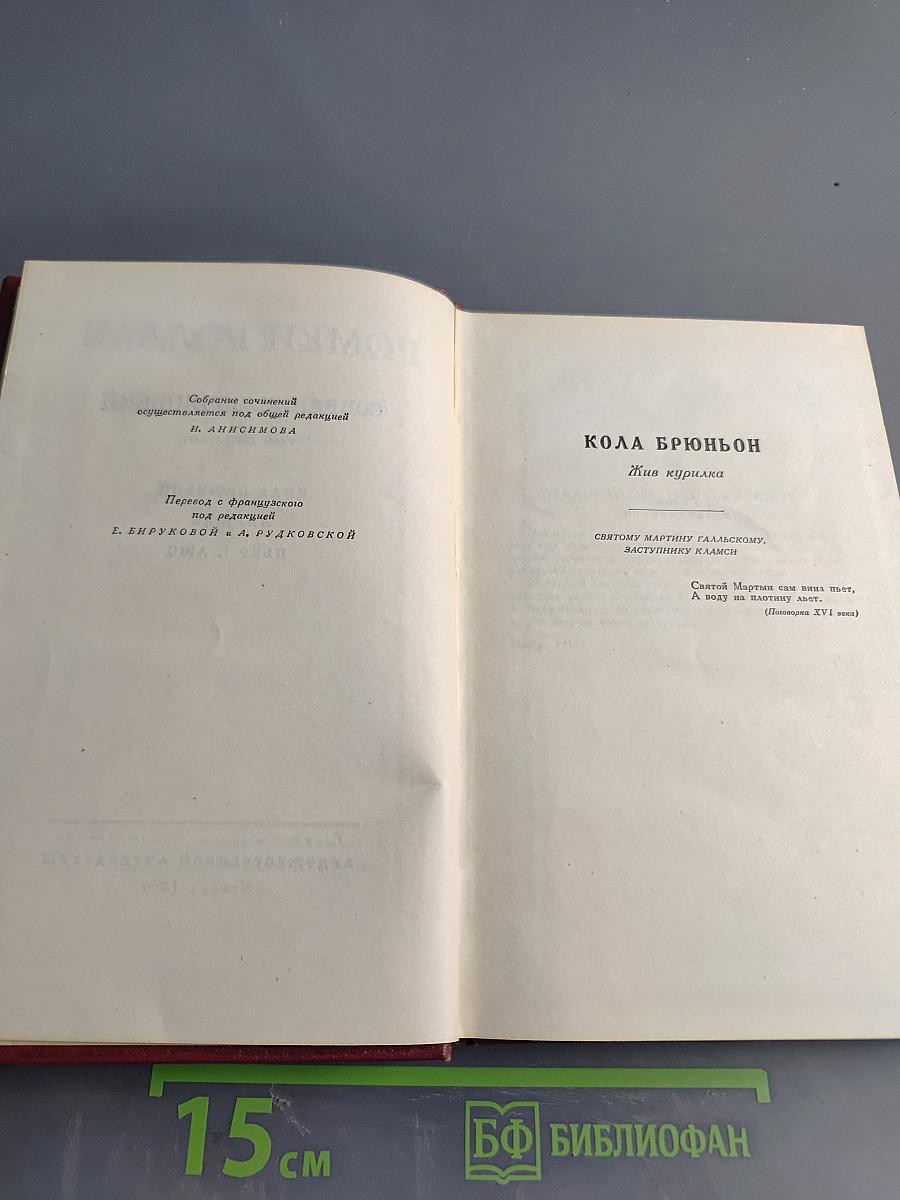 Собрание сочинений
осуществляется под общей редакцией
И. АНИСИМОВА
Перевод с французского
под редакцией
Е. БИРУКОВОЙ и А. РУДКОВСКОЙ
КОЛА БРЮНЬОН
Жив курилка
СВЯТОМУ МАРТИНУ ГАЛЛЬСКОМУ,
ЗАСТУПНИКУ КЛАМСИ
Святой Мартын сам вина пьет,
А воду на плотину льет.
(Поговорка XVI века)
15 см
БФ БИБЛИОФАН